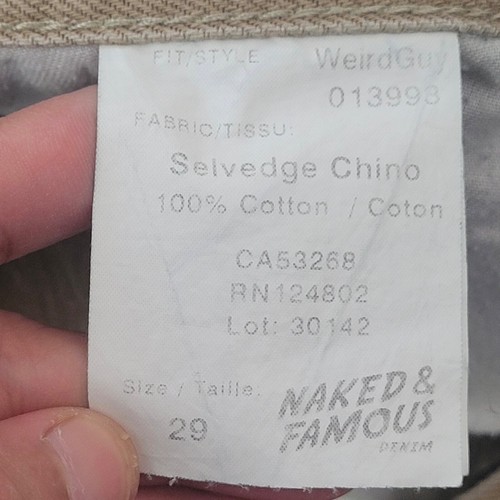 FIT/STYLE WeirdGuy
013993
FABRIC/TISSU:
Selvedge Chino
100% Cotton / Coton
CA53268
RN124802
Lot: 30142
Size / Taille:
29
NAKED &
FAMOUS
DENIM